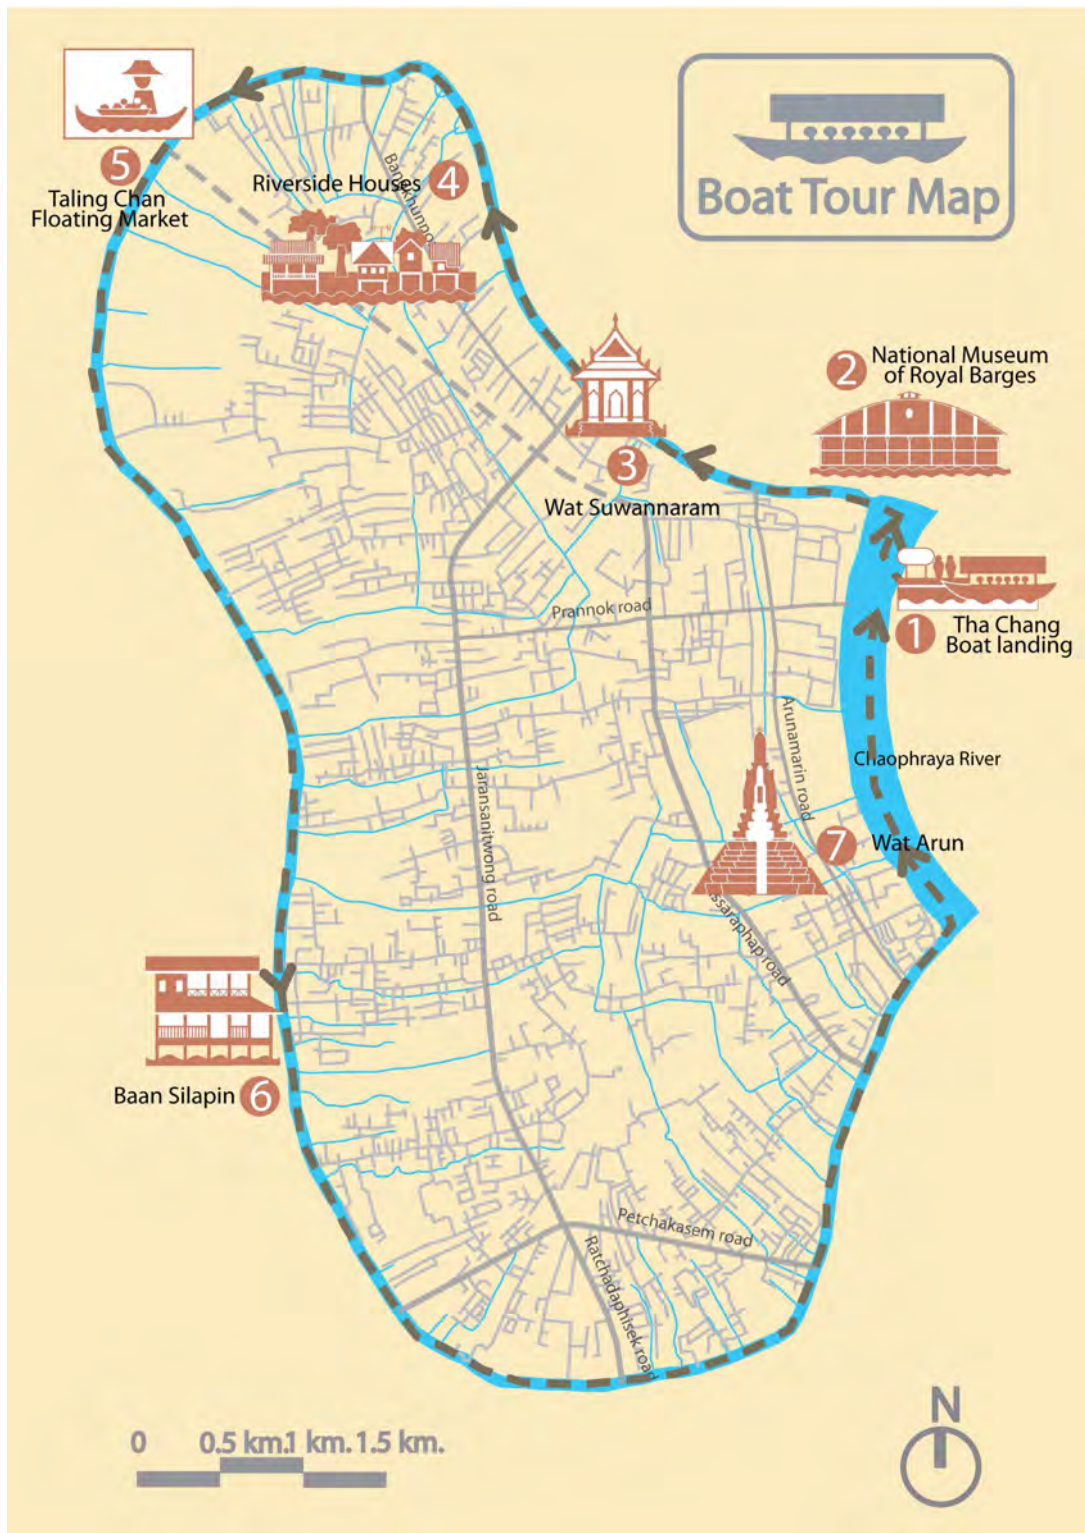 Boat Tour Map
5
Taling Chan
Floating Market
Riverside Houses 4
2 National Museum
of Royal Barges
3
Wat Suwannaram
Prannok road
1 Tha Chang
Boat landing
Arunamarin road
Chaophraya River
Jaransanitwong road
7 Wat Arun
Baan Silapin 6
Petchakasem road
Ratchadaphisek road
0 0.5 km. 1 km. 1.5 km.
N